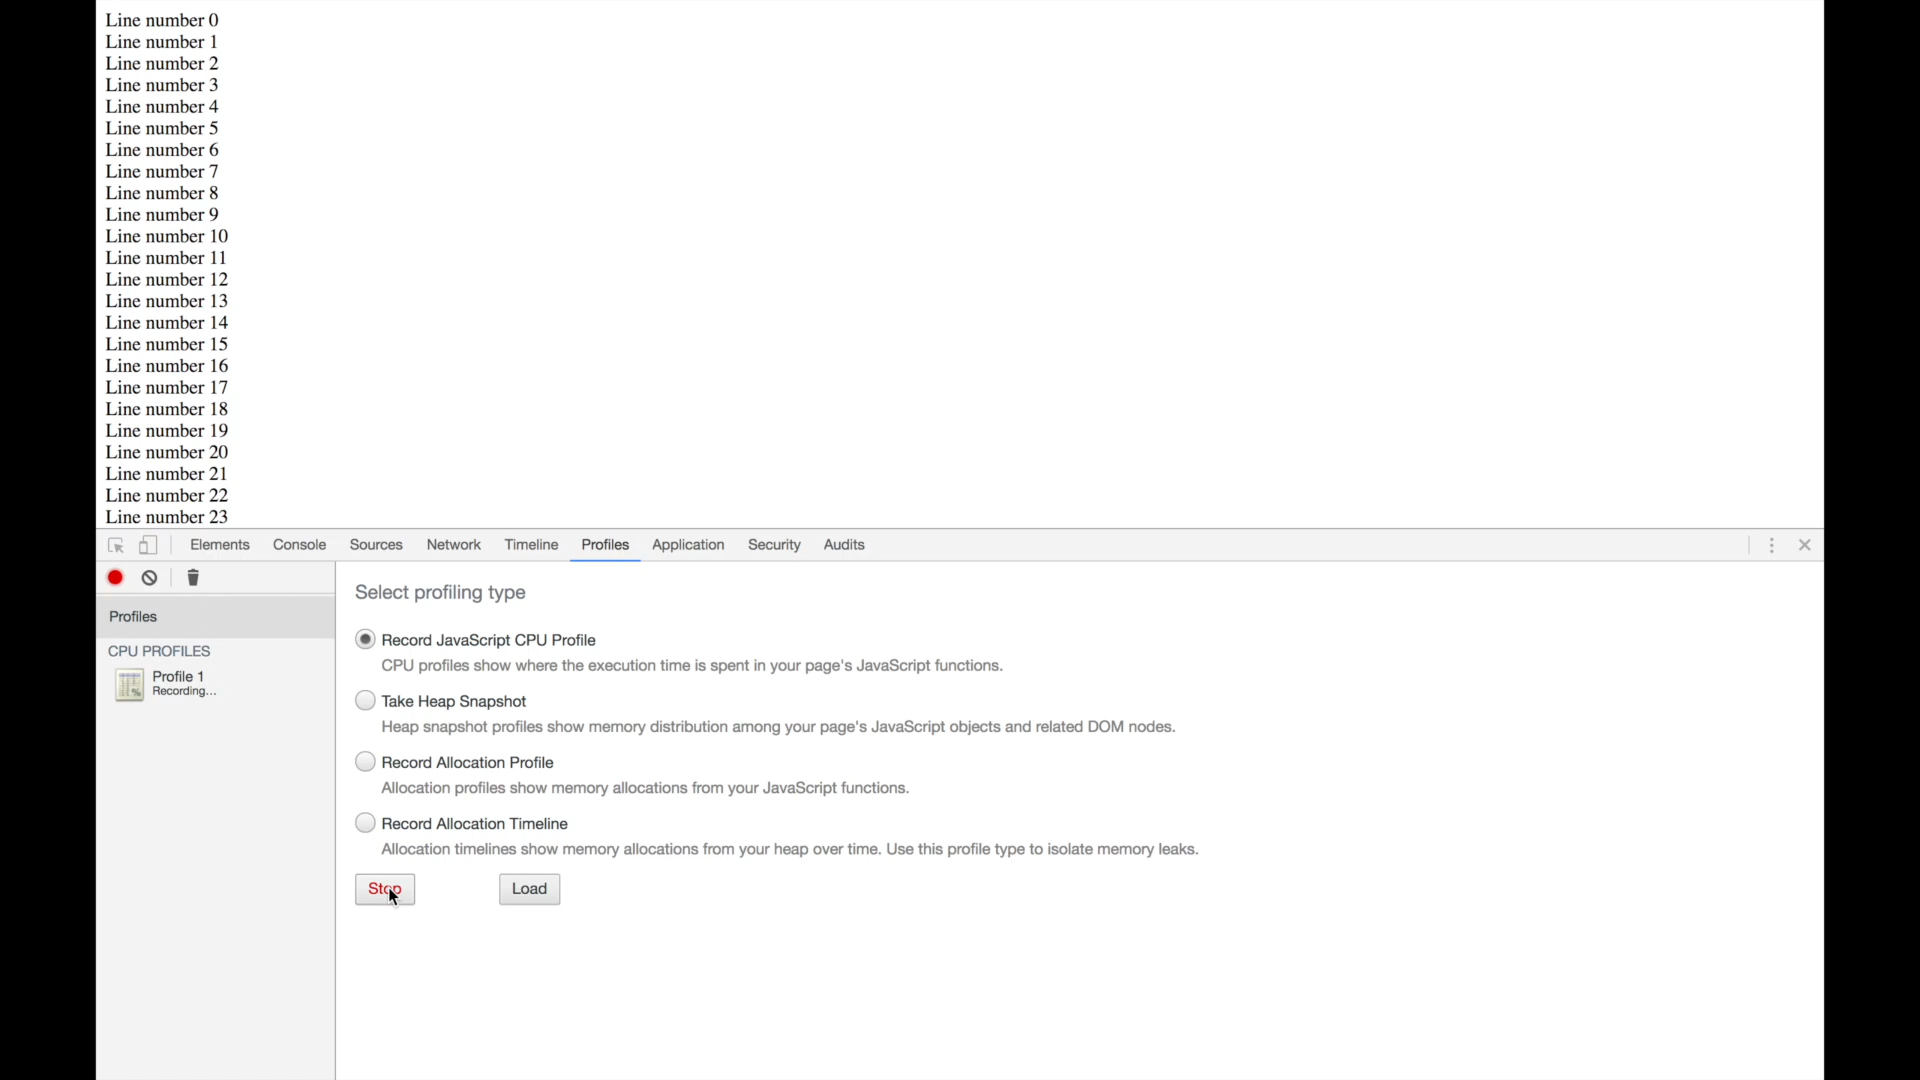 Line number 0
Line number 1
Line number 2
Line number 3
Line number 4
Line number 5
Line number 6
Line number 7
Line number 8
Line number 9
Line number 10
Line number 11
Line number 12
Line number 13
Line number 14
Line number 15
Line number 16
Line number 17
Line number 18
Line number 19
Line number 20
Line number 21
Line number 22
Line number 23
Elements Console Sources Network Timeline Profiles Application Security Audits
Profiles
CPU PROFILES
Profile 1
Recording...
Select profiling type
Record JavaScript CPU Profile
CPU profiles show where the execution time is spent in your page's JavaScript functions.
Take Heap Snapshot
Heap snapshot profiles show memory distribution among your page's JavaScript objects and related DOM nodes.
Record Allocation Profile
Allocation profiles show memory allocations from your JavaScript functions.
Record Allocation Timeline
Allocation timelines show memory allocations from your heap over time. Use this profile type to isolate memory leaks.
Stop Load